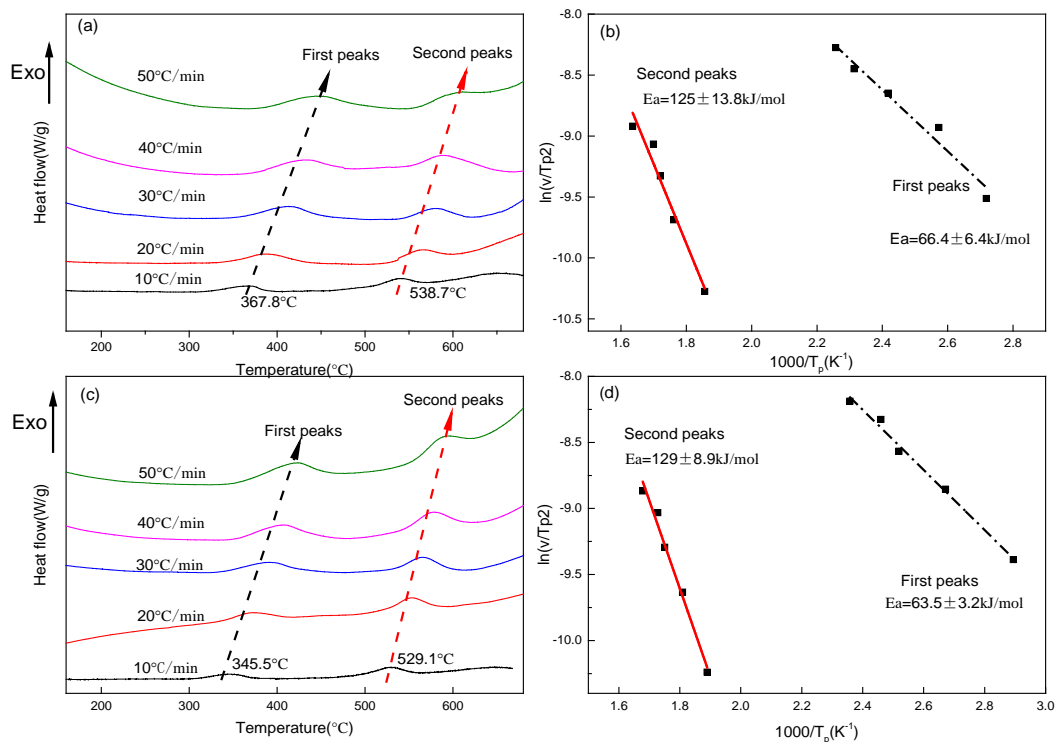 (a)
First peaks
Second peaks
Exo
50°C/min
40°C/min
30°C/min
20°C/min
10°C/min
367.8°C
538.7°C
Heat flow(W/g)
200
300
400
500
600
Temperature(°C)
(b)
-8.0
-8.5
-9.0
-9.5
-10.0
-10.5
ln(v/Tp2)
Second peaks
Ea=125±13.8kJ/mol
First peaks
Ea=66.4±6.4kJ/mol
1.6
1.8
2.0
2.2
2.4
2.6
2.8
1000/Tp(K-1)
(c)
First peaks
Second peaks
Exo
50°C/min
40°C/min
30°C/min
20°C/min
10°C/min
345.5°C
529.1°C
Heat flow(W/g)
200
300
400
500
600
Temperature(°C)
(d)
-8.0
-8.5
-9.0
-9.5
-10.0
ln(v/Tp2)
Second peaks
Ea=129±8.9kJ/mol
First peaks
Ea=63.5±3.2kJ/mol
1.6
1.8
2.0
2.2
2.4
2.6
2.8
3.0
1000/Tp(K-1)